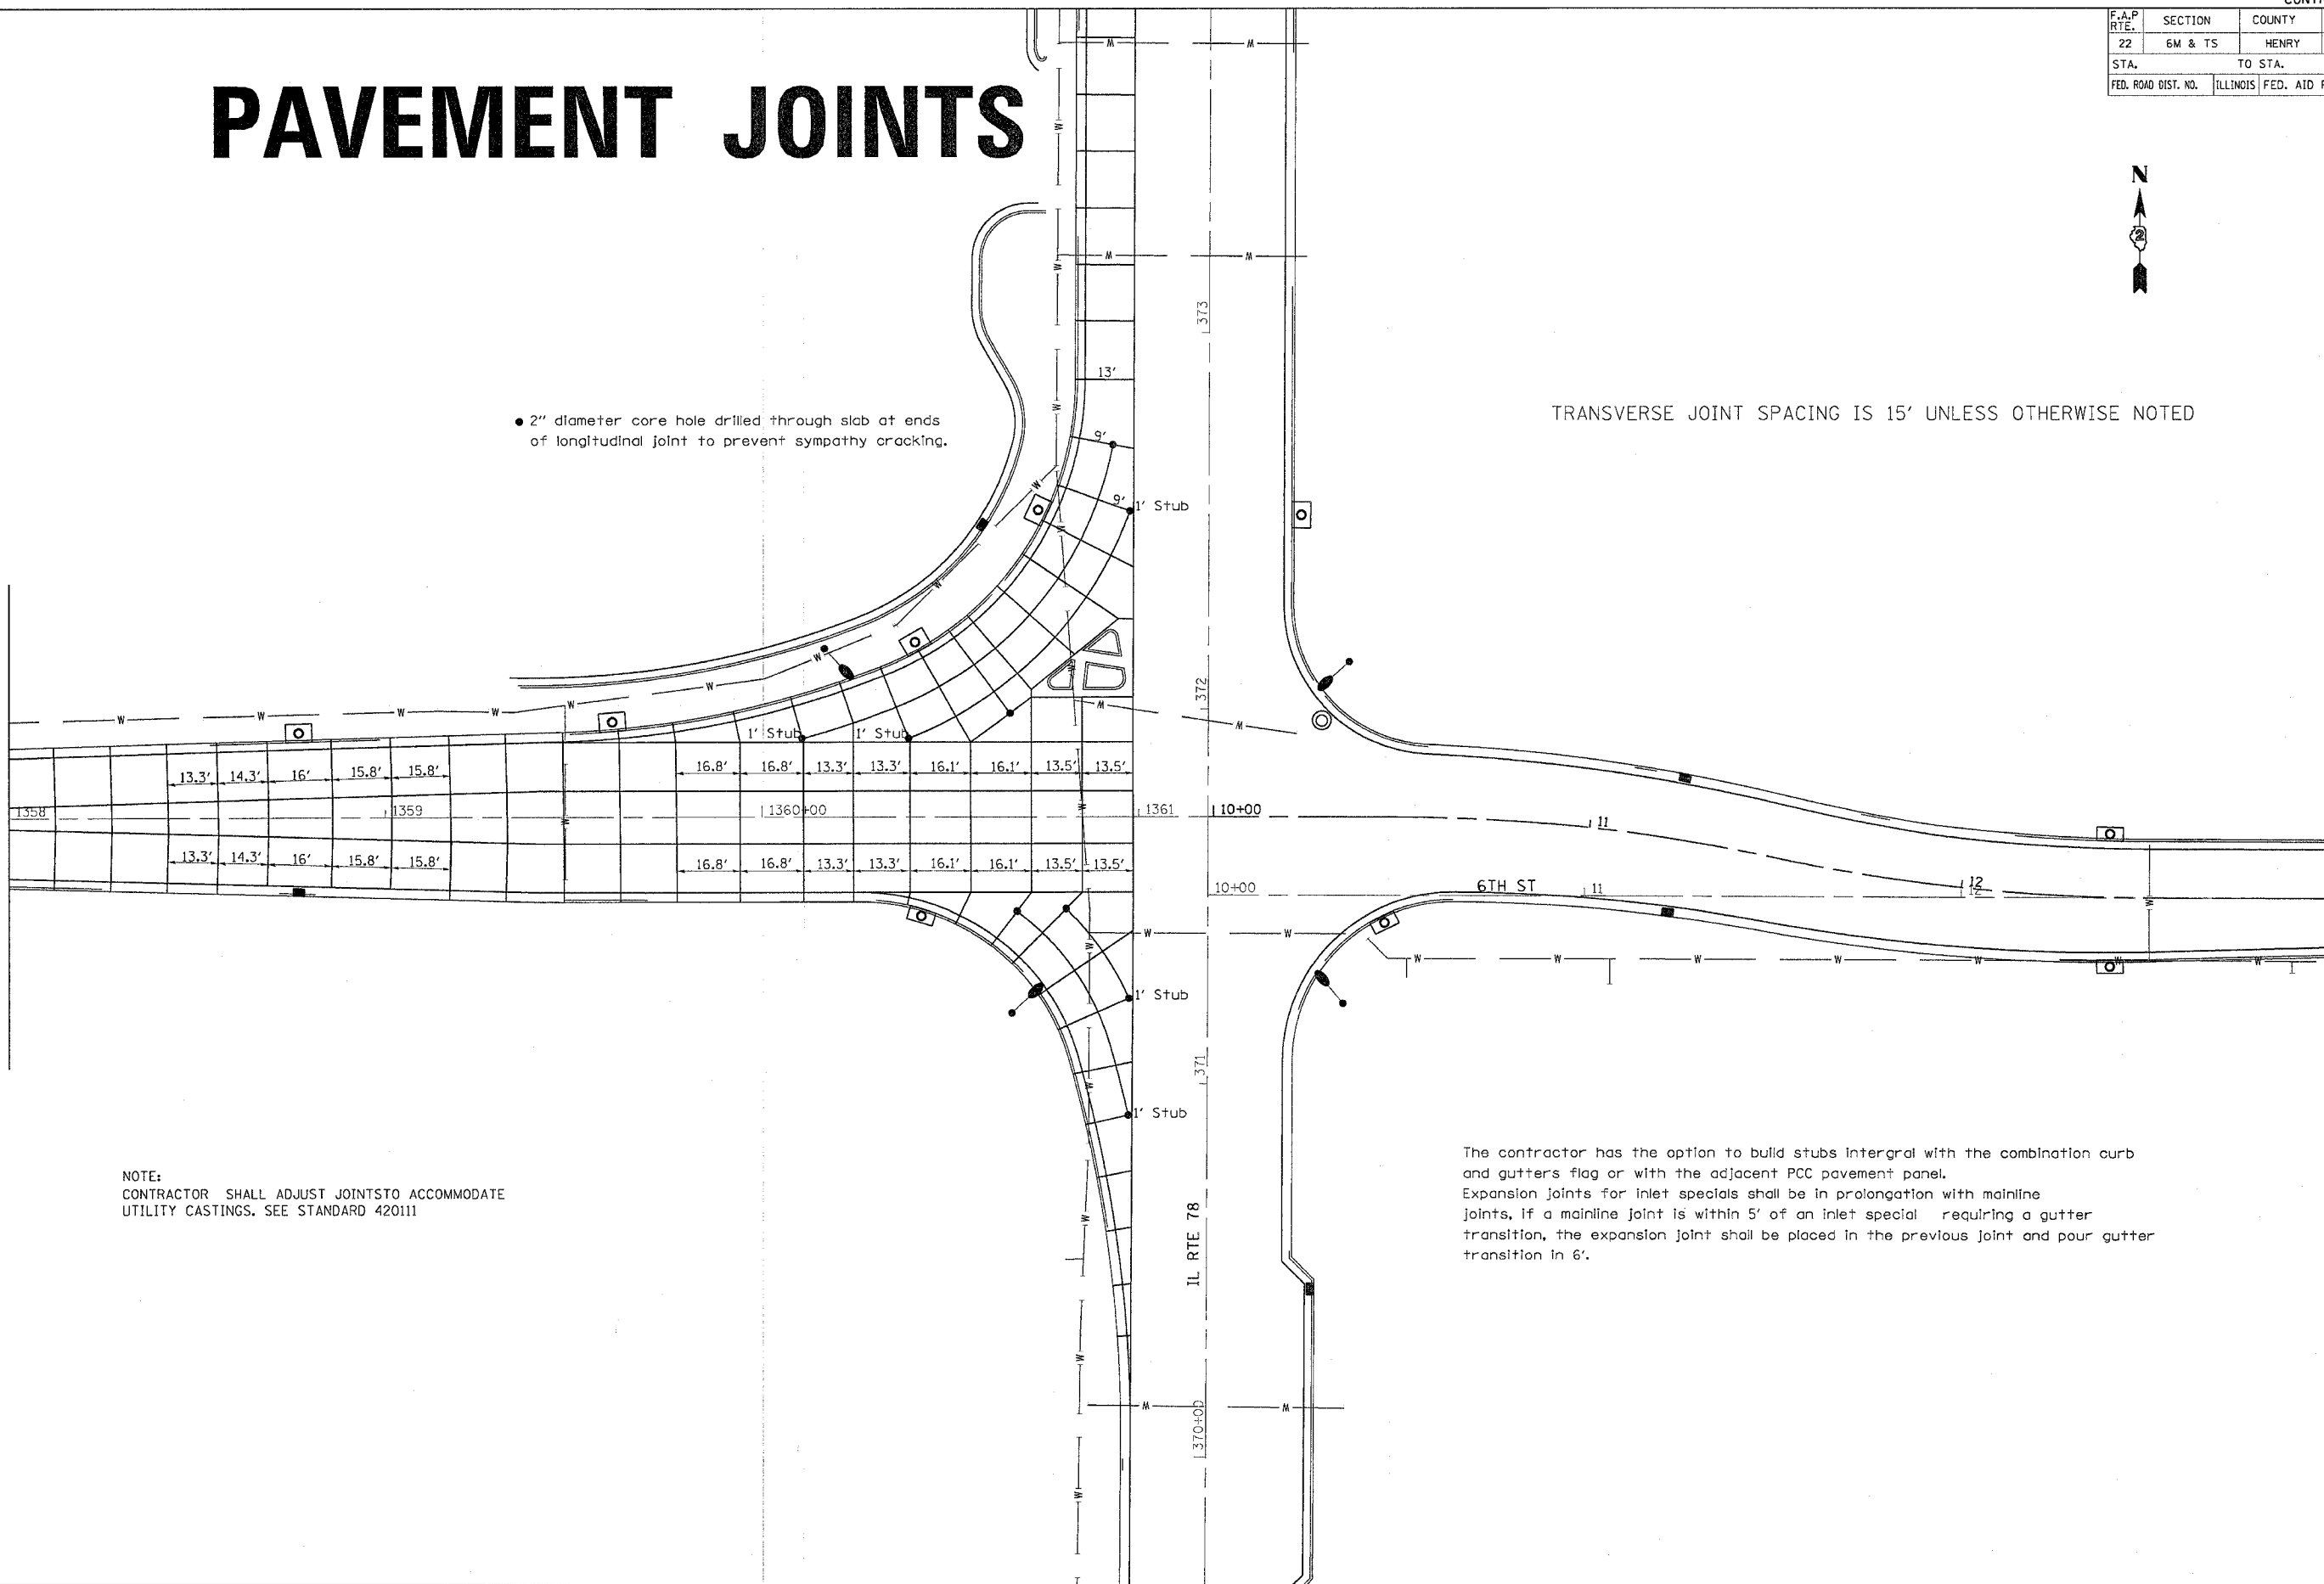 F.A.P RTE. SECTION COUNTY
22 6M & TS HENRY
STA. TO STA.
FED. ROAD DIST. NO. ILLINOIS FED. AID
PAVEMENT JOINTS
N
2
373
13'
● 2" diameter core hole drilled through slab at ends
of longitudinal joint to prevent sympathy cracking.
TRANSVERSE JOINT SPACING IS 15' UNLESS OTHERWISE NOTED
9'
9' 1' Stub
372
W W W W W W W
1' Stub 1' Stub
13.3' 14.3' 16' 15.8' 15.8' 16.8' 16.8' 13.3' 13.3' 16.1' 16.1' 13.5' 13.5'
1358 1359 1360+00 1361 10+00 11 12
13.3' 14.3' 16' 15.8' 15.8' 16.8' 16.8' 13.3' 13.3' 16.1' 16.1' 13.5' 13.5'
10+00 6TH ST 11 12
W W W W W W W W
1' Stub
371
1' Stub
NOTE:
CONTRACTOR SHALL ADJUST JOINTSTO ACCOMMODATE
UTILITY CASTINGS. SEE STANDARD 420111
The contractor has the option to build stubs intergral with the combination curb
and gutters flag or with the adjacent PCC pavement panel.
Expansion joints for inlet specials shall be in prolongation with mainline
joints, if a mainline joint is within 5' of an inlet special requiring a gutter
transition, the expansion joint shall be placed in the previous joint and pour gutter
transition in 6'.
IL RTE 78
370+00